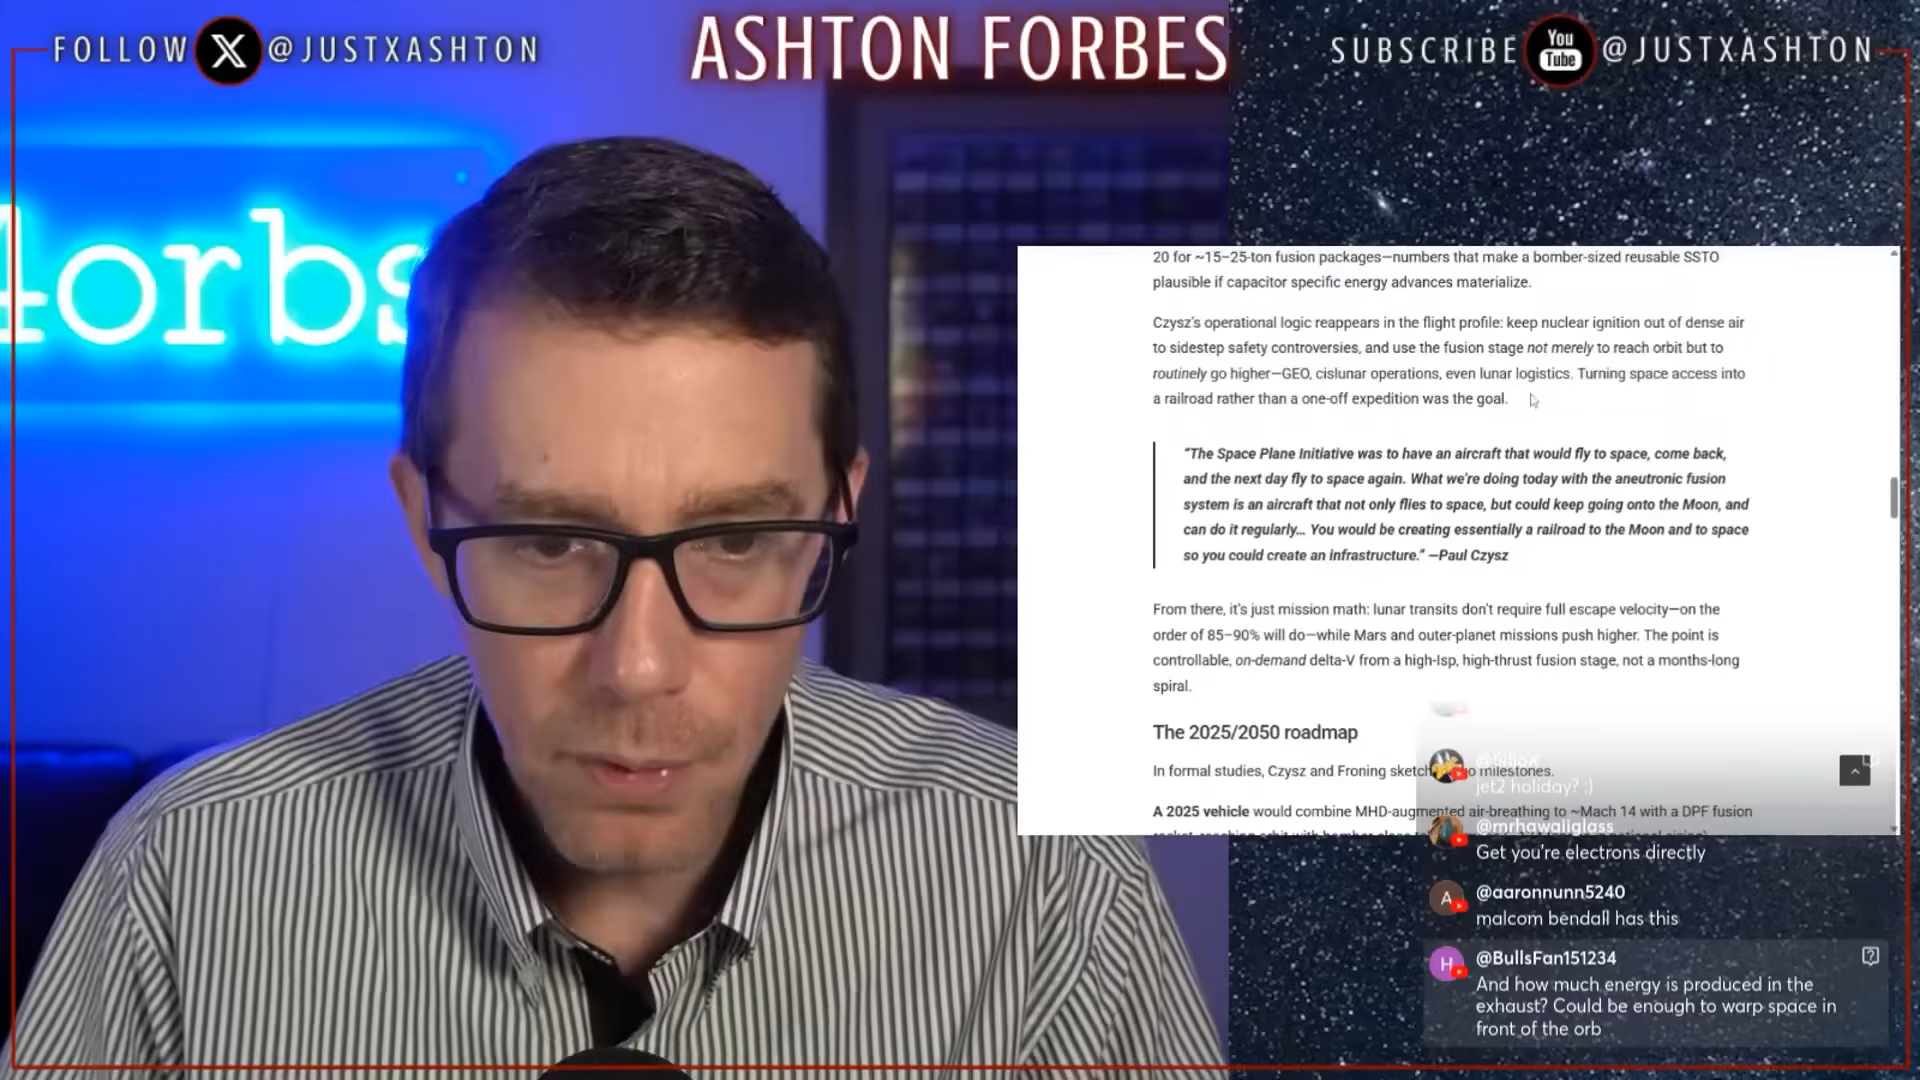 FOLLOW X @JUSTXASHTON
ASHTON FORBES
SUBSCRIBE You Tube @JUSTXASHTON
4orbs
20 for ~15–25-ton fusion packages—numbers that make a bomber-sized reusable SSTO
plausible if capacitor specific energy advances materialize.
Czysz's operational logic reappears in the flight profile: keep nuclear ignition out of dense air
to sidestep safety controversies, and use the fusion stage not merely to reach orbit but to
routinely go higher—GEO, cislunar operations, even lunar logistics. Turning space access into
a railroad rather than a one-off expedition was the goal.
"The Space Plane Initiative was to have an aircraft that would fly to space, come back,
and the next day fly to space again. What we're doing today with the aneutronic fusion
system is an aircraft that not only flies to space, but could keep going onto the Moon, and
can do it regularly... You would be creating essentially a railroad to the Moon and to space
so you could create an infrastructure." —Paul Czysz
From there, it's just mission math: lunar transits don't require full escape velocity—on the
order of 85–90% will do—while Mars and outer-planet missions push higher. The point is
controllable, on-demand delta-V from a high-Isp, high-thrust fusion stage, not a months-long
spiral.
The 2025/2050 roadmap
In formal studies, Czysz and Froning sketch milestones.
A 2025 vehicle would combine MHD-augmented air-breathing to ~Mach 14 with a DPF fusion
jet2 holiday? :)
@mrhawaiiglass
Get you're electrons directly
A @aaronnunn5240
malcom bendall has this
H @BullsFan151234
And how much energy is produced in the
exhaust? Could be enough to warp space in
front of the orb